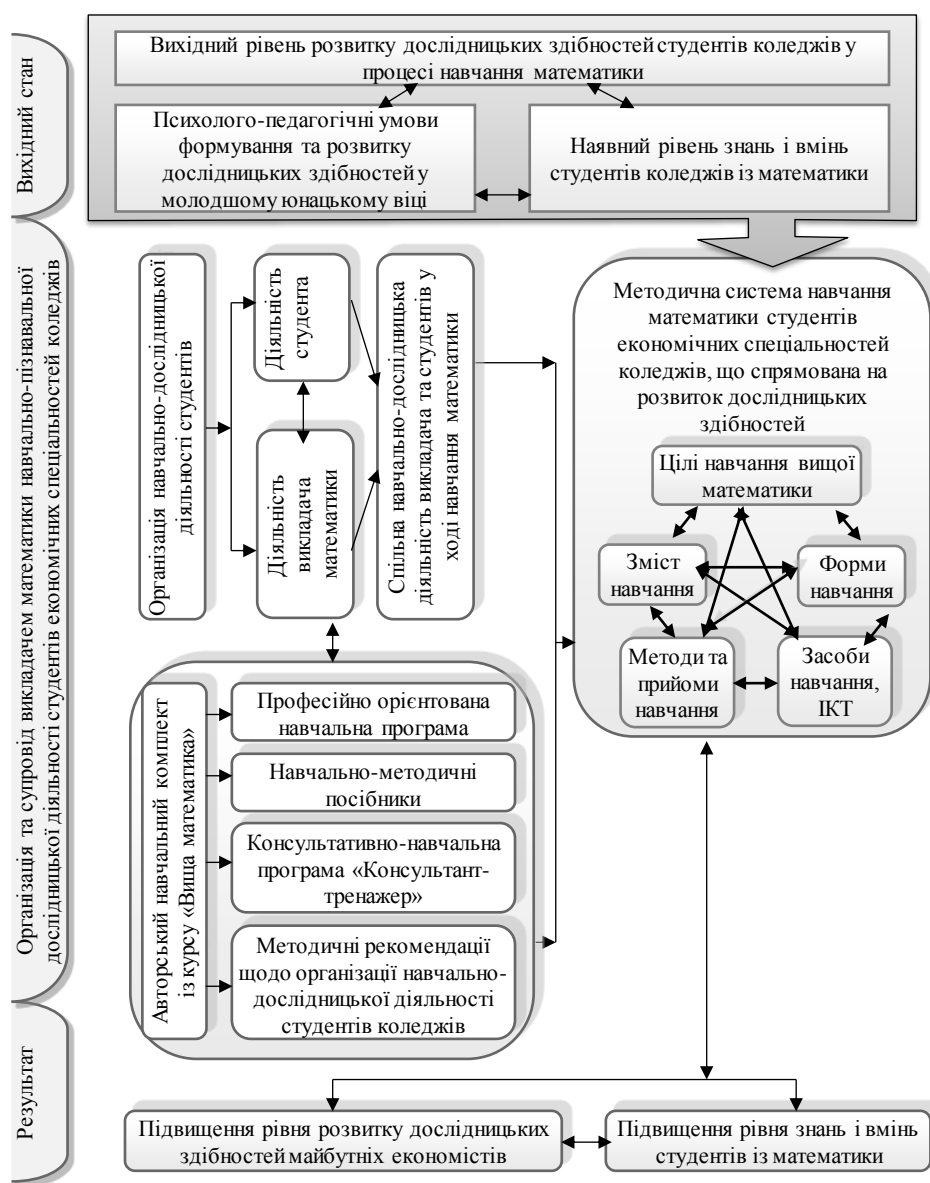 Вихідний стан
Вихідний рівень розвитку дослідницьких здібностей студентів коледжів у
процесі навчання математики
Психолого-педагогічні умови
формування та розвитку
дослідницьких здібностей у
молодшому юнацькому віці
Наявний рівень знань і вмінь
студентів коледжів із математики
Організація та супровід викладачем математики навчально-пізнавальної
дослідницької діяльності студентів економічних спеціальностей коледжів
Організація навчально-дослідницької
діяльності студентів
Діяльність
студента
Діяльність
викладача
математики
Спільна навчально-дослідницька
діяльність викладача та студентів у
ході навчання математики
Методична система навчання
математики студентів
економічних спеціальностей
коледжів, що спрямована на
розвиток дослідницьких
здібностей
Цілі навчання вищої
математики
Зміст
навчання
Форми
навчання
Методи та
прийоми
навчання
Засоби
навчання,
ІКТ
Авторський навчальний комплект
із курсу «Вища математика»
Професійно орієнтована
навчальна програма
Навчально-методичні
посібники
Консультативно-навчальна
програма «Консультант-
тренажер»
Методичні рекомендації
щодо організації навчально-
дослідницької діяльності
студентів коледжів
Результат
Підвищення рівня розвитку дослідницьких
здібностей майбутніх економістів
Підвищення рівня знань і вмінь
студентів із математики